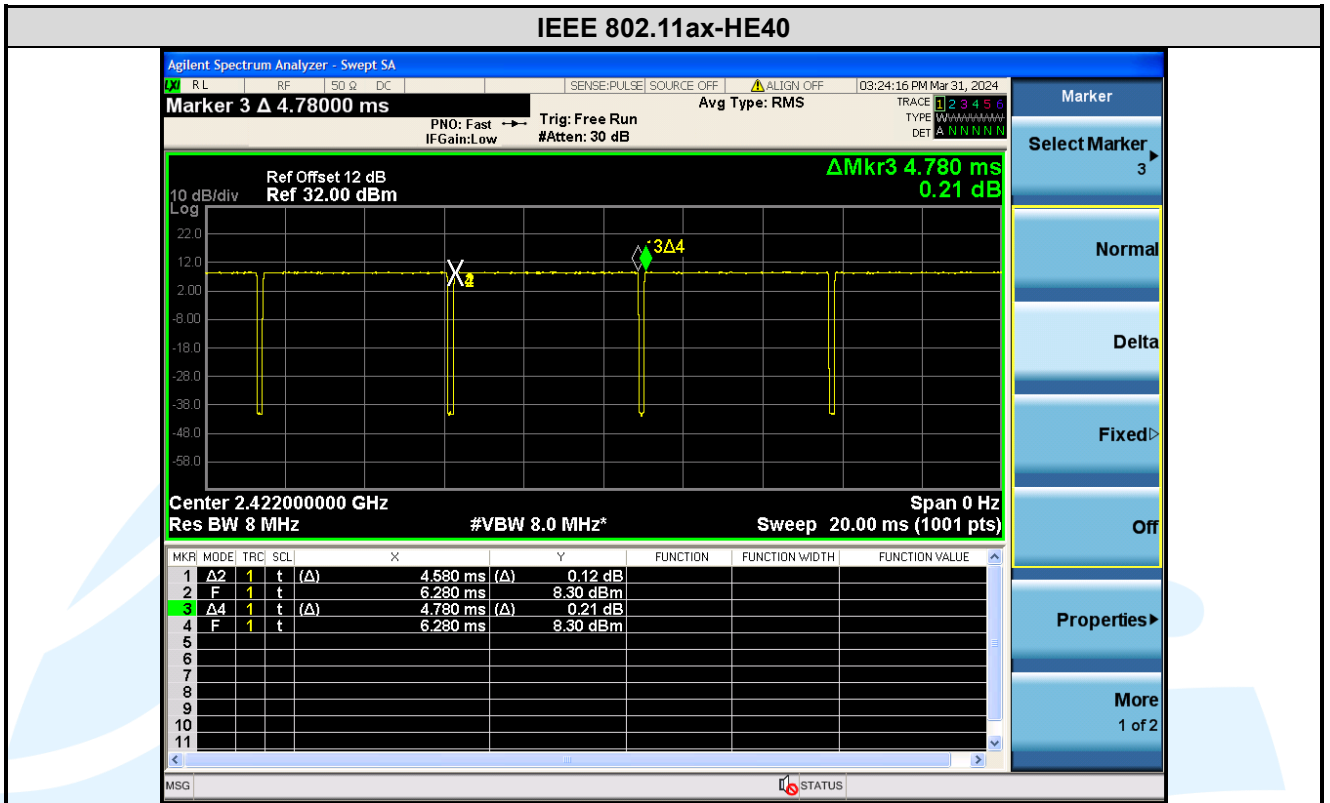 IEEE 802.11ax-HE40
Agilent Spectrum Analyzer - Swept SA
LXI RL RF 50 Ω DC SENSE:PULSE SOURCE OFF ⚠ALIGN OFF 03:24:16 PM Mar 31, 2024
Marker 3 Δ 4.78000 ms
PNO: Fast
IFGain:Low
Trig: Free Run
#Atten: 30 dB
Avg Type: RMS
TRACE 1 2 3 4 5 6
TYPE WWWWWW
DET A N N N N N
ΔMkr3 4.780 ms
0.21 dB
10 dB/div
Log
Ref Offset 12 dB
Ref 32.00 dBm
22.0
12.0
2.00
-8.00
-18.0
-28.0
-38.0
-48.0
-58.0
3Δ4
Center 2.422000000 GHz Span 0 Hz
Res BW 8 MHz #VBW 8.0 MHz* Sweep 20.00 ms (1001 pts)
MKR MODE TRC SCL X Y FUNCTION FUNCTION WIDTH FUNCTION VALUE
1 Δ2 1 t (Δ) 4.580 ms (Δ) 0.12 dB
2 F 1 t 6.280 ms 8.30 dBm
3 Δ4 1 t (Δ) 4.780 ms (Δ) 0.21 dB
4 F 1 t 6.280 ms 8.30 dBm
5
6
7
8
9
10
11
MSG STATUS
Marker
Select Marker
3
Normal
Delta
Fixed
Off
Properties
More
1 of 2